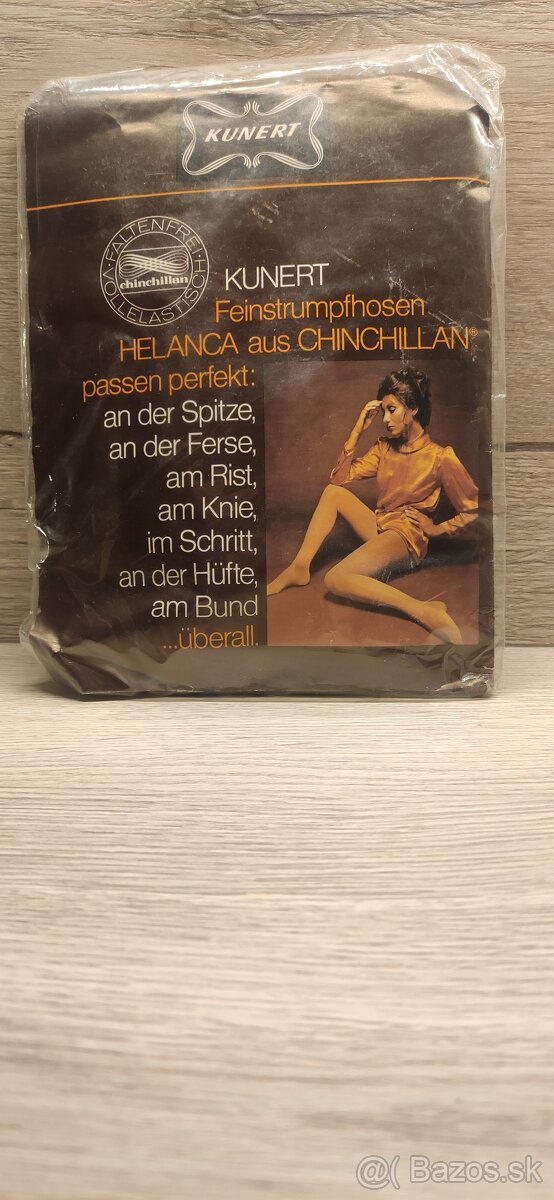 KUNERT
FALTENFREI · VOLLELASTISCH ·
chinchillan
KUNERT
Feinstrumpfhosen
HELANCA aus CHINCHILLAN®
passen perfekt:
an der Spitze,
an der Ferse,
am Rist,
am Knie,
im Schritt,
an der Hüfte,
am Bund
...überall.
@( Bazos.sk